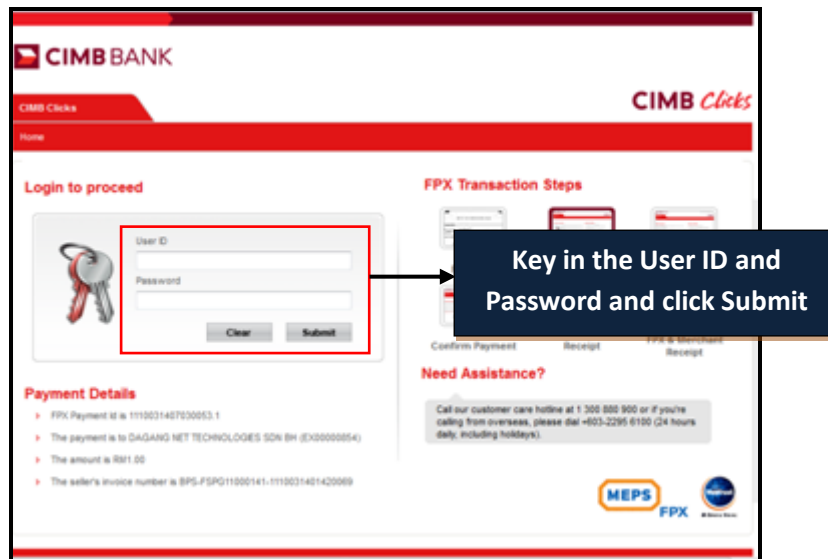 CIMB BANK
CIMB Clicks
CIMB Clicks
Home
Login to proceed
User ID
Password
Clear Submit
FPX Transaction Steps
Key in the User ID and
Password and click Submit
Confirm Payment
Receipt
FPX & Merchant
Receipt
Payment Details
FPX Payment id is 1110031407030053.1
The payment is to DAGANG NET TECHNOLOGIES SDN BH (EX00000054)
The amount is RM1.00
The seller's invoice number is BPS-FSPG11000141-1110031401420069
Need Assistance?
Call our customer care hotline at 1 300 880 900 or if you're
calling from overseas, please dial +603-2295 6100 (24 hours
daily, including holidays).
MEPS
FPX